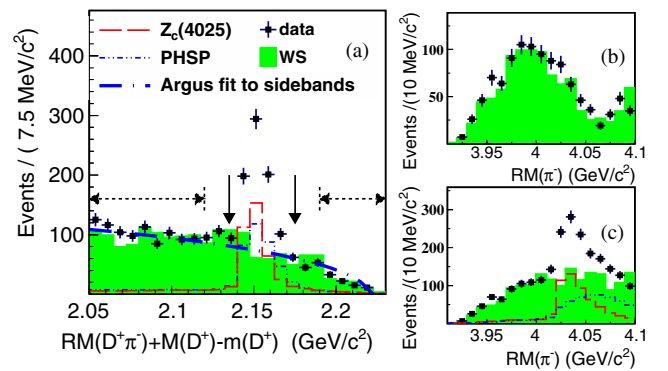 Z_c(4025) data (a)
PHSP WS
Argus fit to sidebands
Events / ( 7.5 MeV/c²)
400
300
200
100
0
2.05 2.1 2.15 2.2
RM(D⁺π⁻)+M(D⁺)-m(D⁺) (GeV/c²)
(b)
Events /(10 MeV/c²)
100
50
3.95 4 4.05 4.1
RM(π⁻) (GeV/c²)
(c)
Events /(10 MeV/c²)
300
200
100
0
3.95 4 4.05 4.1
RM(π⁻) (GeV/c²)